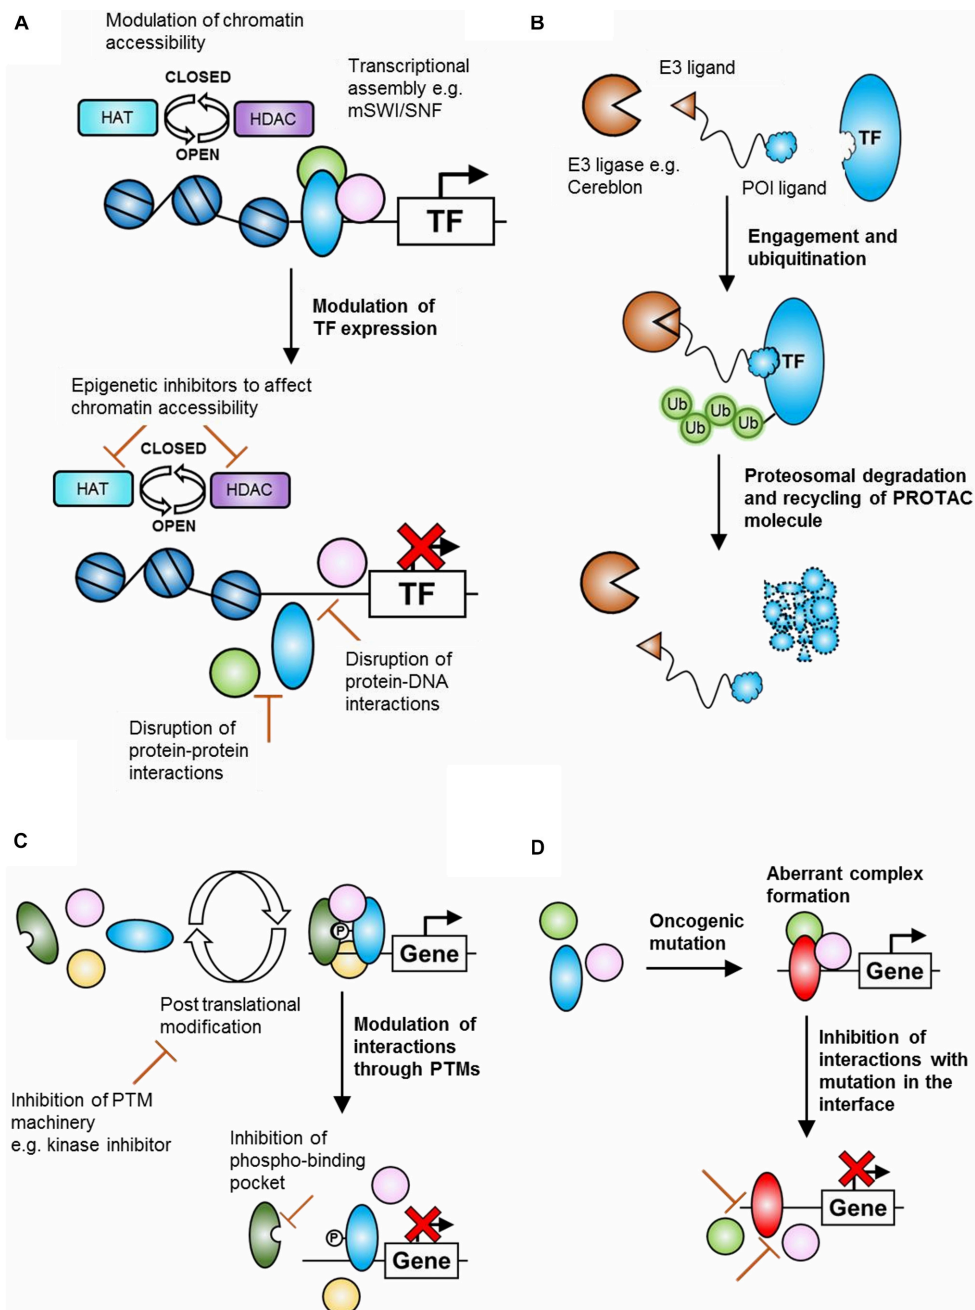 A
Modulation of chromatin
accessibility
Transcriptional
assembly e.g.
mSWI/SNF
CLOSED
HAT
HDAC
OPEN
TF
Modulation of
TF expression
Epigenetic inhibitors to affect
chromatin accessibility
CLOSED
HAT
HDAC
OPEN
TF
Disruption of
protein-DNA
interactions
Disruption of
protein-protein
interactions
B
E3 ligand
TF
E3 ligase e.g.
Cereblon
POI ligand
Engagement and
ubiquitination
TF
Ub
Ub
Ub
Ub
Proteosomal degradation
and recycling of PROTAC
molecule
C
P
Gene
Post translational
modification
Modulation of
interactions
through PTMs
Inhibition of PTM
machinery
e.g. kinase inhibitor
Inhibition of
phospho-binding
pocket
P
Gene
D
Aberrant complex
formation
Oncogenic
mutation
Gene
Inhibition of
interactions with
mutation in the
interface
Gene